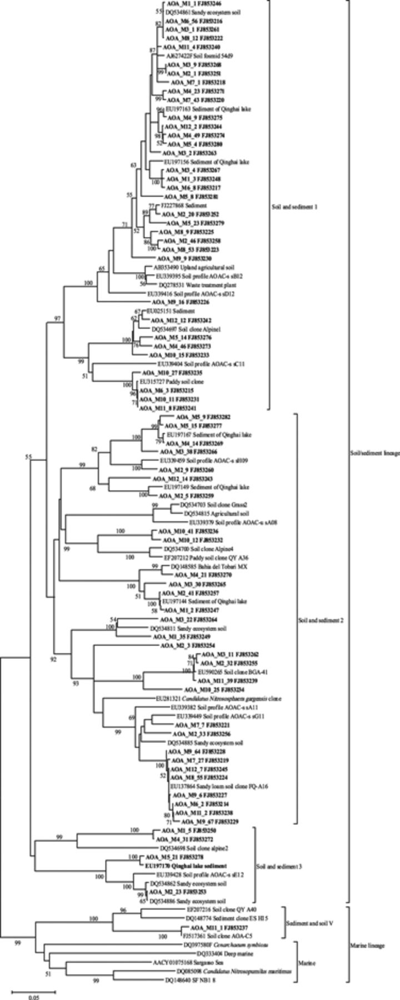 AOA_M1_1 FJ853246
DQ534861 Sandy ecosystem soil
AOA_M6_56 FJ853216
AOA_M3_1 FJ853261
AOA_M8_12 FJ853222
AOA_M11_4 FJ853240
AJ627422F Soil fosmid 54d9
AOA_M3_9 FJ853268
AOA_M2_1 FJ853251
AOA_M7_1 FJ853218
AOA_M4_23 FJ853271
AOA_M7_43 FJ853220
EU197163 Sediment of Qinghai lake
AOA_M4_9 FJ853275
AOA_M12_2 FJ853244
AOA_M4_49 FJ853274
AOA_M5_4 FJ853280
AOA_M3_2 FJ853263
EU197156 Sediment of Qinghai lake
AOA_M3_4 FJ853267
AOA_M1_3 FJ853248
AOA_M6_8 FJ853217
AOA_M5_8 FJ853281
FJ227868 Sediment
AOA_M2_20 FJ853252
AOA_M5_23 FJ853279
AOA_M8_9 FJ853225
AOA_M2_46 FJ853258
AOA_M8_53 FJ853223
AOA_M9_9 FJ853230
AB353490 Upland agricultural soil
EU339395 Soil profile AOAC-s sB12
DQ278531 Waste treatment plant
EU339416 Soil profile AOAC-s sD12
AOA_M9_16 FJ853226
EU025151 Sediment
AOA_M12_12 FJ853242
DQ534697 Soil clone Alpine1
AOA_M5_14 FJ853276
AOA_M4_46 FJ853273
AOA_M10_15 FJ853233
EU339404 Soil profile AOAC-s sC11
AOA_M10_27 FJ853235
EU315727 Paddy soil clone
AOA_M6_3 FJ853215
AOA_M10_11 FJ853231
AOA_M11_8 FJ853241
Soil and sediment 1
AOA_M5_9 FJ853282
AOA_M5_15 FJ853277
EU197167 Sediment of Qinghai lake
AOA_M4_14 FJ853269
AOA_M3_38 FJ853266
EU339459 Soil profile AOAC-s sH09
AOA_M2_9 FJ853260
AOA_M12_14 FJ853243
EU197149 Sediment of Qinghai lake
AOA_M2_5 FJ853259
DQ534703 Soil clone Grass2
DQ534815 Agricultural soil
EU339379 Soil profile AOAC-s sA08
AOA_M10_41 FJ853236
AOA_M10_12 FJ853232
DQ534700 Soil clone Alpine4
EF207212 Paddy soil clone QY A36
DQ148585 Bahia del Tobari MX
AOA_M4_21 FJ853270
AOA_M3_30 FJ853265
AOA_M2_41 FJ853257
EU197144 Sediment of Qinghai lake
AOA_M1_2 FJ853247
AOA_M3_22 FJ853264
DQ534811 Sandy ecosystem soil
AOA_M1_35 FJ853249
AOA_M2_3 FJ853254
AOA_M3_11 FJ853262
AOA_M2_32 FJ853255
EU590265 Soil clone BGA-41
AOA_M11_39 FJ853239
AOA_M10_25 FJ853234
EU281321 Candidatus Nitrososphaera gargensis clone
EU339382 Soil profile AOAC-s sA11
EU339449 Soil profile AOAC-s sG11
AOA_M7_7 FJ853221
AOA_M2_33 FJ853256
DQ534885 Sandy ecosystem soil
AOA_M9_64 FJ853228
AOA_M7_27 FJ853219
AOA_M12_7 FJ853245
AOA_M8_55 FJ853224
EU137864 Sandy loam soil clone FQ-A16
AOA_M9_6 FJ853227
AOA_M6_2 FJ853214
AOA_M11_2 FJ853238
AOA_M9_67 FJ853229
Soil and sediment 2
Soil/sediment lineage
AOA_M1_5 FJ853250
AOA_M4_31 FJ853272
DQ534698 Soil clone alpine2
AOA_M5_21 FJ853278
EU197170 Qinghai lake sediment
EU339428 Soil profile AOAC-s sE12
DQ534862 Sandy ecosystem soil
AOA_M2_23 FJ853253
DQ534886 Sandy ecosystem soil
Soil and sediment 3
EF207216 Soil clone QY A40
DQ148774 Sediment clone ES HI5
AOA_M11_1 FJ853237
FJ517361 Soil clone AOA-C5
Sediment and soil V
DQ397580F Cenarchaeum symbiosu
DQ333404 Deep marine
AACY01075168 Sargasso Sea
DQ085098 Candidatus Nitrosopumilus maritimus
DQ148640 SF NB1 8
Marine
Marine lineage
0.05